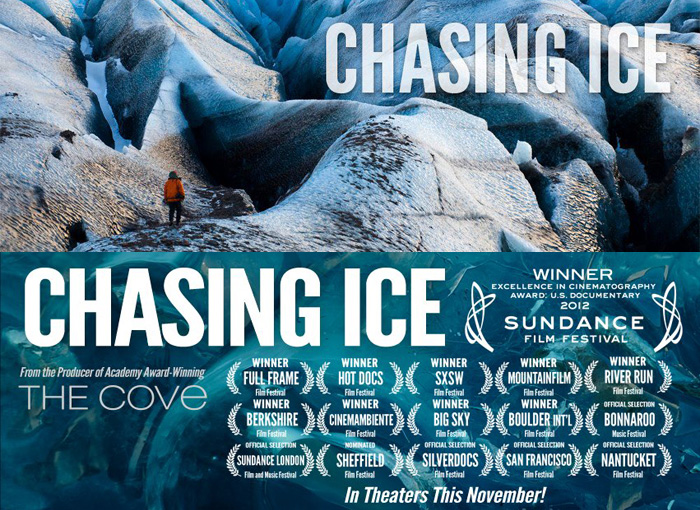 CHASING ICE
CHASING ICE
WINNER
EXCELLENCE IN CINEMATOGRAPHY
AWARD: U.S. DOCUMENTARY
2012
SUNDANCE
FILM FESTIVAL
From the Producer of Academy Award-Winning
THE COVE
WINNER
FULL FRAME
Film Festival
WINNER
HOT DOCS
Film Festival
WINNER
SXSW
Film Festival
WINNER
MOUNTAINFILM
Film Festival
WINNER
RIVER RUN
Film Festival
WINNER
BERKSHIRE
Film Festival
WINNER
CINEMAMBIENTE
Film Festival
WINNER
BIG SKY
Film Festival
WINNER
BOULDER INT'L
Film Festival
OFFICIAL SELECTION
BONNAROO
Music Festival
OFFICIAL SELECTION
SUNDANCE LONDON
Film and Music Festival
NOMINATED
SHEFFIELD
Film Festival
OFFICIAL SELECTION
SILVERDOCS
Film Festival
OFFICIAL SELECTION
SAN FRANCISCO
Film Festival
OFFICIAL SELECTION
NANTUCKET
Film Festival
In Theaters This November!